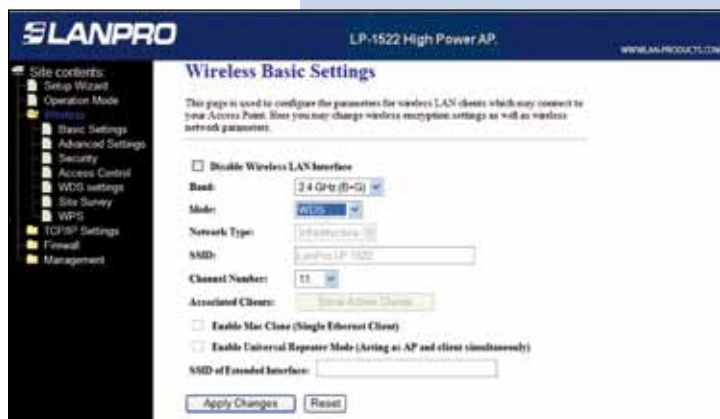 LANPRO
LP-1522 High Power AP.
Site contents:
Setup Wizard
Operation Mode
Wireless
Basic Settings
Advanced Settings
Security
Access Control
WDS settings
Site Survey
WPS
TCP/IP Settings
Firewall
Management
Wireless Basic Settings
This page is used to configure the parameters for wireless LAN clients which may connect to
your Access Point. Here you may change wireless encryption settings as well as wireless
network parameters.
Disable Wireless LAN Interface
Band: 2.4 GHz (B+G)
Mode: WDS
Network Type: Infrastructure
SSID: LanPro LP-1522
Channel Number: 11
Associated Clients: Show Active Clients
Enable Mac Clone (Single Ethernet Client)
Enable Universal Repeater Mode (Acting as AP and client simultaneously)
SSID of Extended Interface:
Apply Changes Reset